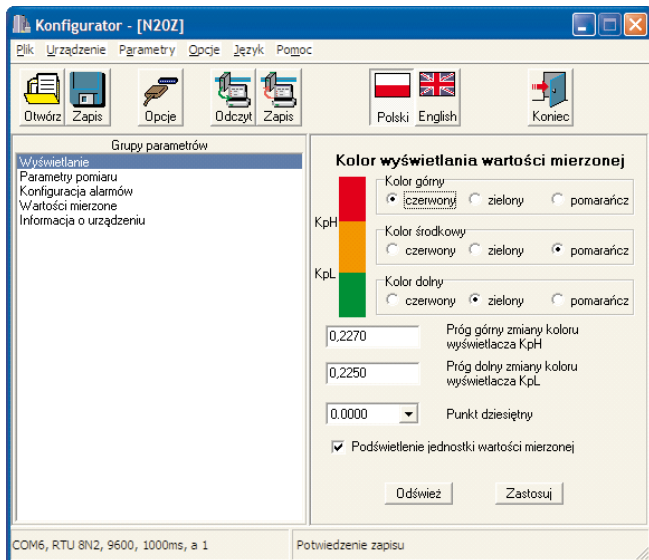 Konfigurator - [N20Z]
Plik Urządzenie Parametry Opcje Język Pomoc
Otwórz Zapis Opcje Odczyt Zapis Polski English Koniec
Grupy parametrów
Wyświetlanie
Parametry pomiaru
Konfiguracja alarmów
Wartości mierzone
Informacja o urządzeniu
Kolor wyświetlania wartości mierzonej
Kolor górny
czerwony zielony pomarańcz
KpH
Kolor środkowy
czerwony zielony pomarańcz
KpL
Kolor dolny
czerwony zielony pomarańcz
0,2270 Próg górny zmiany koloru
wyświetlacza KpH
0,2250 Próg dolny zmiany koloru
wyświetlacza KpL
0.0000 Punkt dziesiętny
Podświetlenie jednostki wartości mierzonej
Odśwież Zastosuj
COM6, RTU 8N2, 9600, 1000ms, a 1 Potwiedzenie zapisu